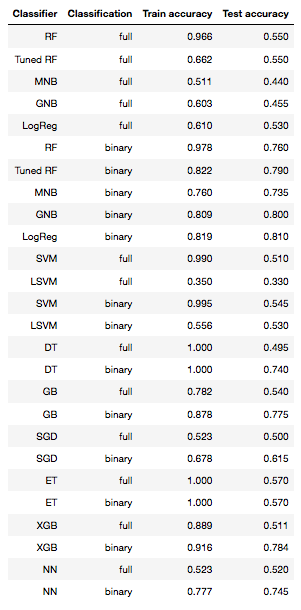 Classifier Classification Train accuracy Test accuracy
RF full 0.966 0.550
Tuned RF full 0.662 0.550
MNB full 0.511 0.440
GNB full 0.603 0.455
LogReg full 0.610 0.530
RF binary 0.978 0.760
Tuned RF binary 0.822 0.790
MNB binary 0.760 0.735
GNB binary 0.809 0.800
LogReg binary 0.819 0.810
SVM full 0.990 0.510
LSVM full 0.350 0.330
SVM binary 0.995 0.545
LSVM binary 0.556 0.530
DT full 1.000 0.495
DT binary 1.000 0.740
GB full 0.782 0.540
GB binary 0.878 0.775
SGD full 0.523 0.500
SGD binary 0.678 0.615
ET full 1.000 0.570
ET binary 1.000 0.570
XGB full 0.889 0.511
XGB binary 0.916 0.784
NN full 0.523 0.520
NN binary 0.777 0.745